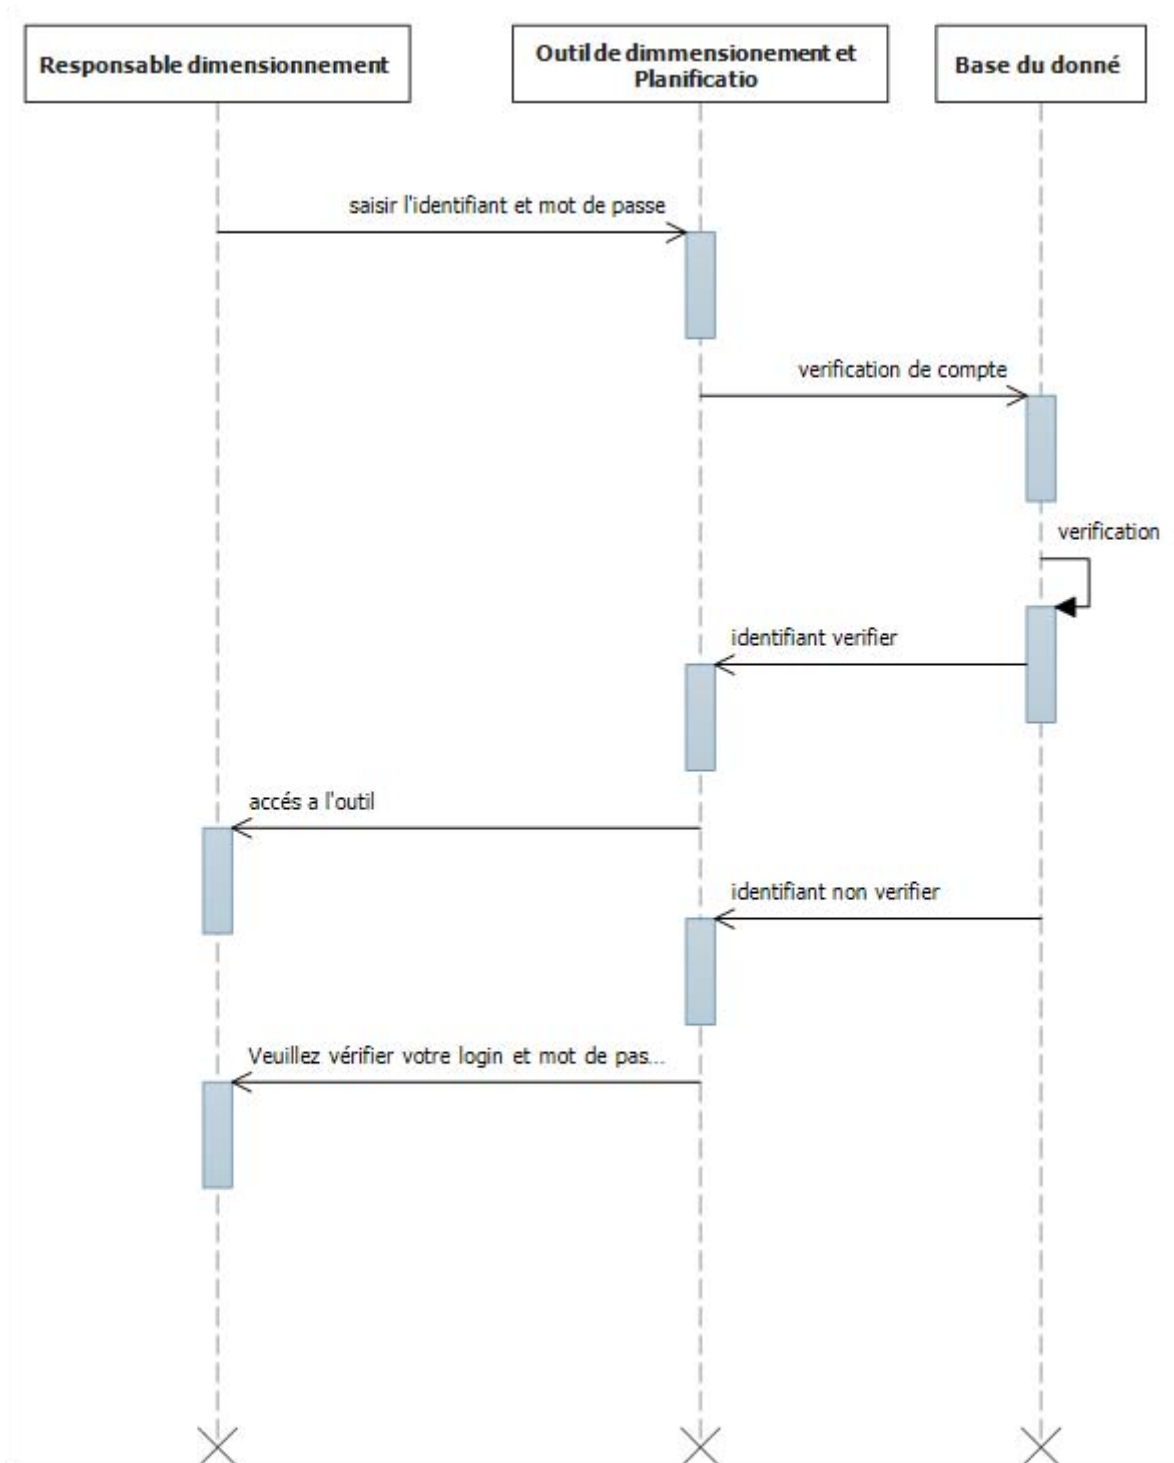 Responsable dimensionnement
Outil de dimmensionement et
Planificatio
Base du donné
saisir l'identifiant et mot de passe
verification de compte
verification
identifiant verifier
accés a l'outil
identifiant non verifier
Veuillez vérifier votre login et mot de pas...